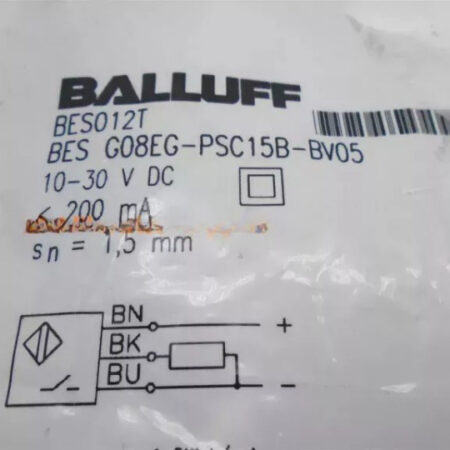 BALLUFF
BES012T
BES G08EG-PSC15B-BV05
10-30 V DC
≤ 200 mA
sn = 1,5 mm
BN +
BK
BU -